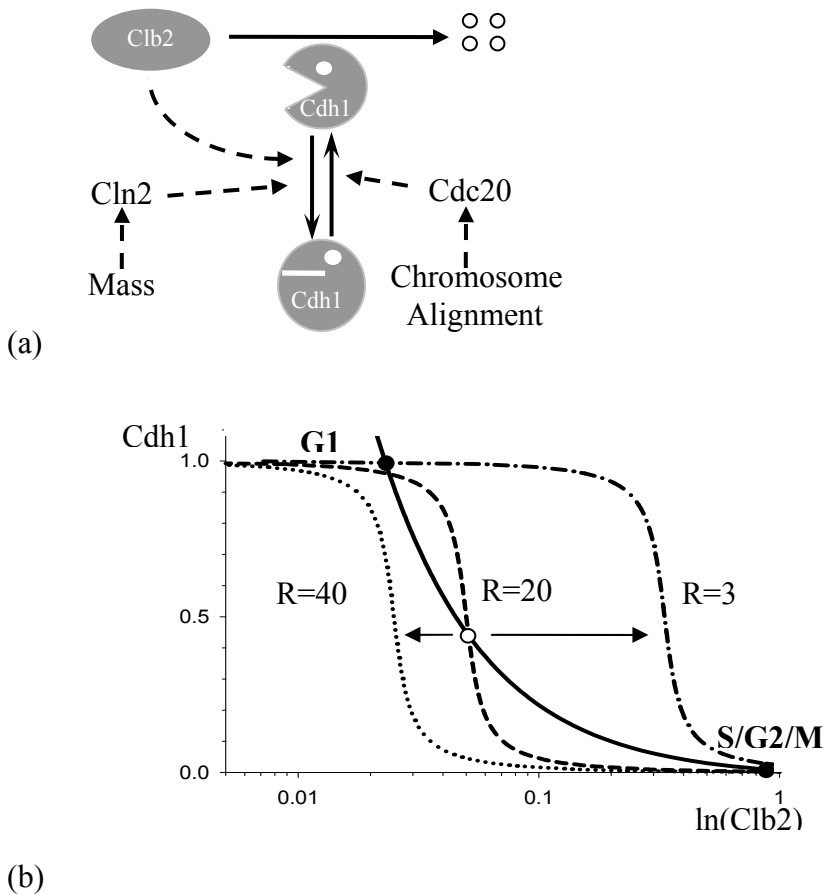 Clb2
Cdh1
Cln2
Cdc20
Mass
Cdh1
Chromosome
Alignment
(a)
Cdh1
G1
1.0
R=40
R=20
R=3
0.5
S/G2/M
0.0
0.01
0.1
1
ln(Clb2)
(b)